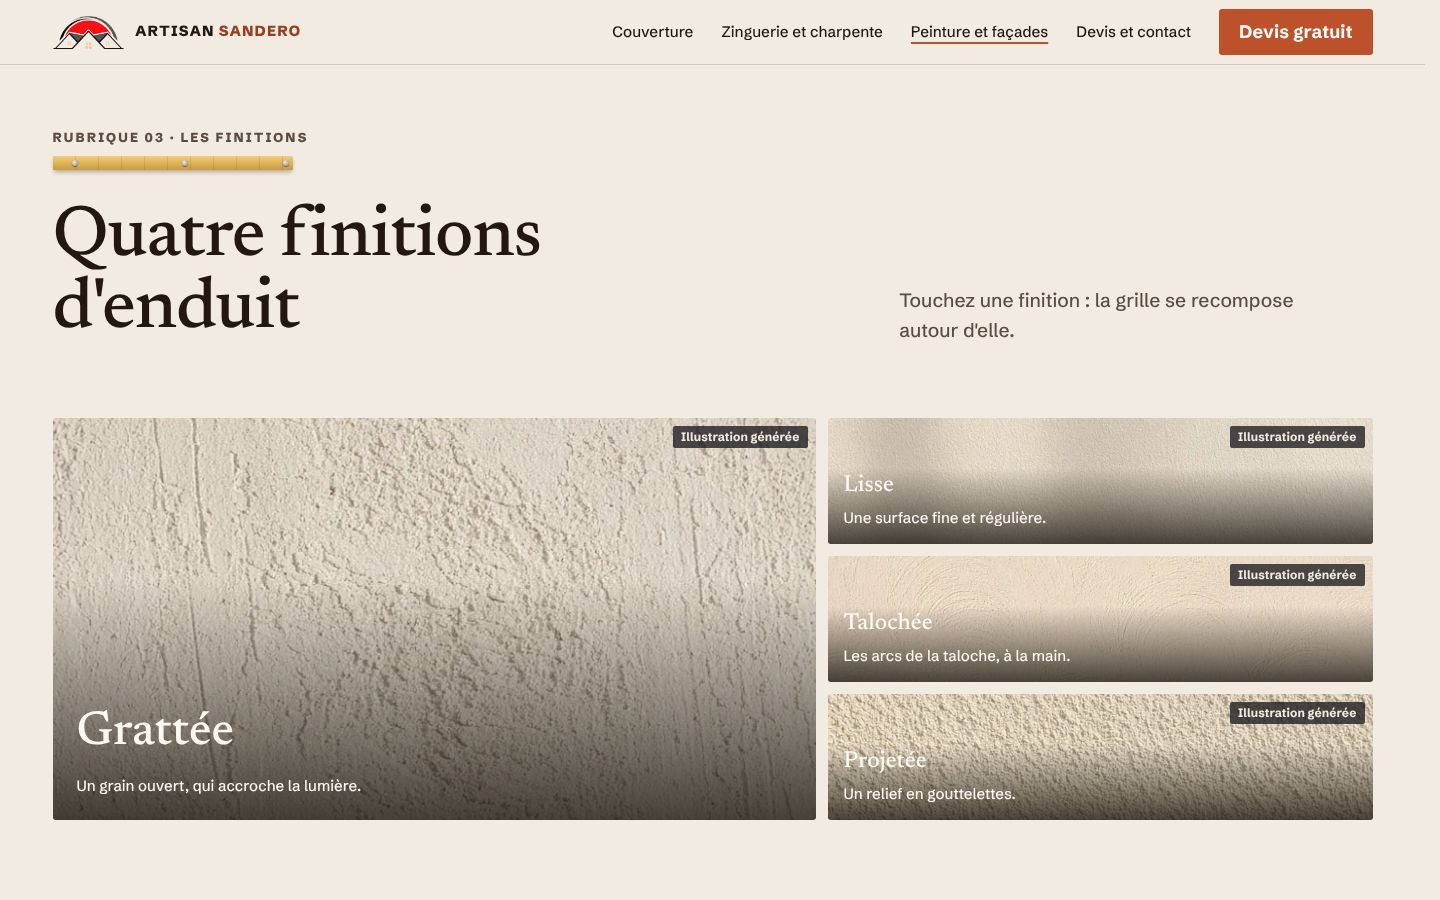 ARTISAN SANDERO
Couverture
Zinguerie et charpente
Peinture et façades
Devis et contact
Devis gratuit
RUBRIQUE 03 · LES FINITIONS
Quatre finitions
d'enduit
Touchez une finition : la grille se recompose
autour d'elle.
Illustration générée
Grattée
Un grain ouvert, qui accroche la lumière.
Illustration générée
Lisse
Une surface fine et régulière.
Illustration générée
Talochée
Les arcs de la taloche, à la main.
Illustration générée
Projetée
Un relief en gouttelettes.